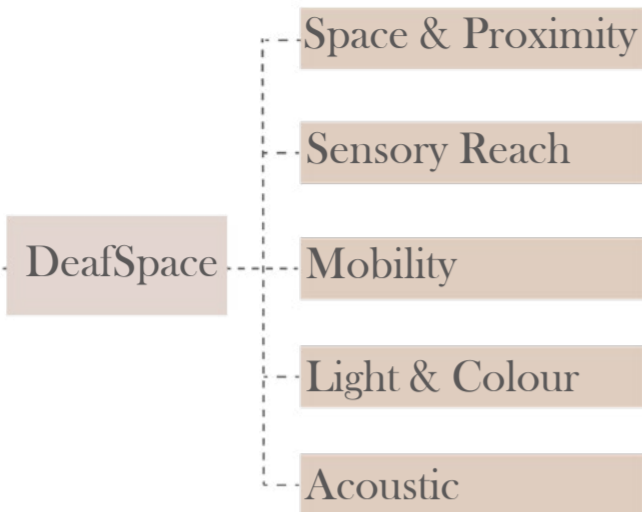 Space & Proximity
Sensory Reach
DeafSpace
Mobility
Light & Colour
Acoustic